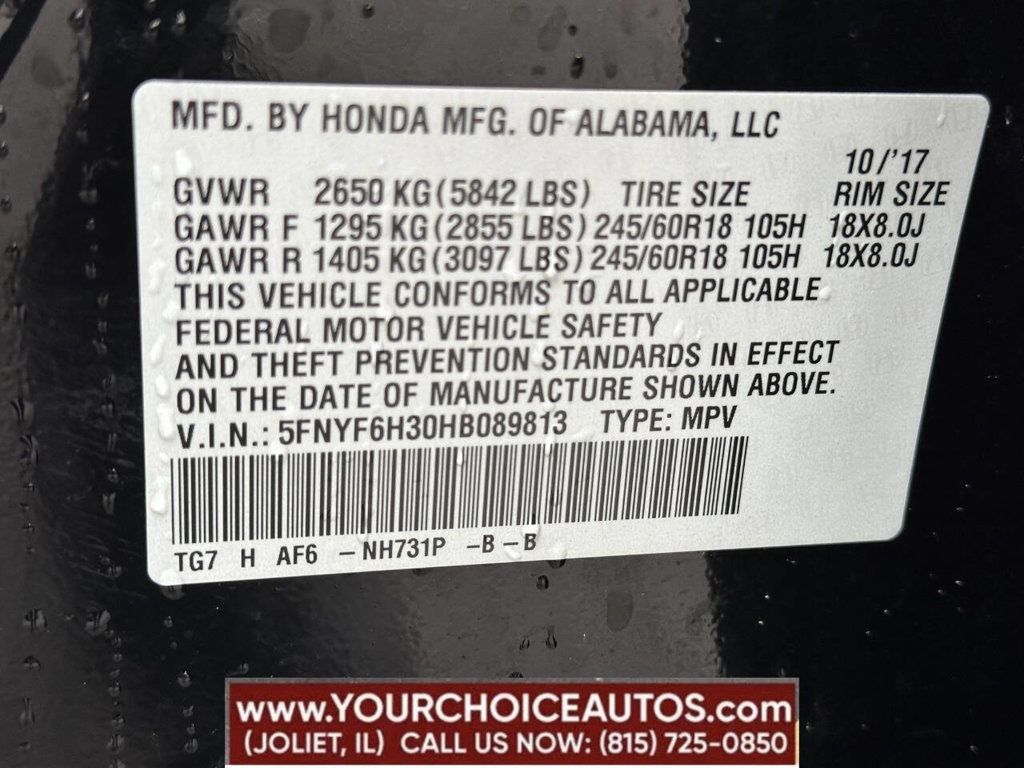 MFD. BY HONDA MFG. OF ALABAMA, LLC
10/'17
GVWR 2650 KG (5842 LBS) TIRE SIZE RIM SIZE
GAWR F 1295 KG (2855 LBS) 245/60R18 105H 18X8.0J
GAWR R 1405 KG (3097 LBS) 245/60R18 105H 18X8.0J
THIS VEHICLE CONFORMS TO ALL APPLICABLE
FEDERAL MOTOR VEHICLE SAFETY
AND THEFT PREVENTION STANDARDS IN EFFECT
ON THE DATE OF MANUFACTURE SHOWN ABOVE.
V.I.N.: 5FNYF6H30HB089813 TYPE: MPV
TG7 H AF6 – NH731P – B – B
www.YOURCHOICEAUTOS.com
(JOLIET, IL) CALL US NOW: (815) 725-0850